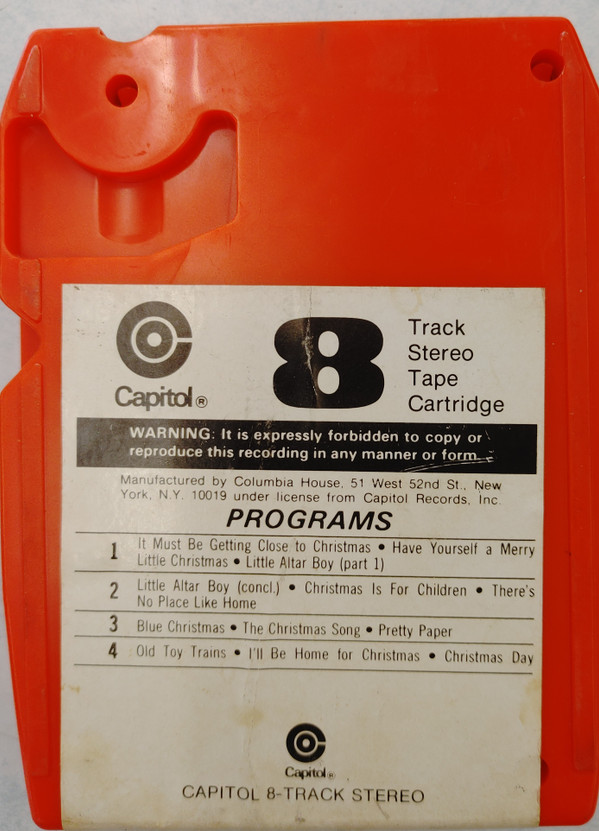 Capitol®
8
Track
Stereo
Tape
Cartridge
WARNING: It is expressly forbidden to copy or
reproduce this recording in any manner or form.
Manufactured by Columbia House, 51 West 52nd St., New
York, N.Y. 10019 under license from Capitol Records, Inc.
PROGRAMS
1 It Must Be Getting Close to Christmas • Have Yourself a Merry
Little Christmas • Little Altar Boy (part 1)
2 Little Altar Boy (concl.) • Christmas Is For Children • There's
No Place Like Home
3 Blue Christmas • The Christmas Song • Pretty Paper
4 Old Toy Trains • I'll Be Home for Christmas • Christmas Day
Capitol®
CAPITOL 8-TRACK STEREO